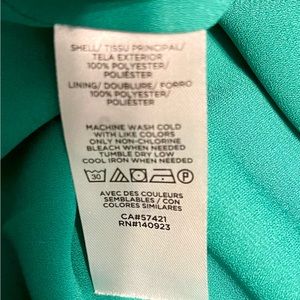 SHELL/ TISSU PRINCIPAL/
TELA EXTERIOR
100% POLYESTER/
POLIÉSTER
LINING/ DOUBLURE/ FORRO
100% POLYESTER/
POLIÉSTER
MACHINE WASH COLD
WITH LIKE COLORS
ONLY NON-CHLORINE
BLEACH WHEN NEEDED
TUMBLE DRY LOW
COOL IRON WHEN NEEDED
30 P
AVEC DES COULEURS
SEMBLABLES / CON
COLORES SIMILARES
CA#57421
RN#140923